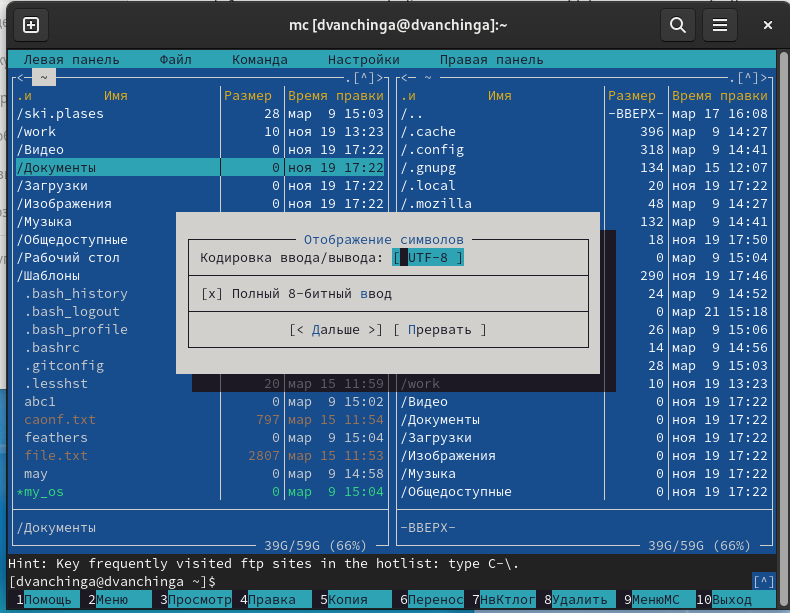 mc [dvanchinga@dvanchinga]:~
Левая панель Файл Команда Настройки Правая панель
<— ~ .[^]> <— ~ .[^]>
.и Имя Размер Время правки .и Имя Размер Время правки
/ski.plases 28 мар 9 15:03 /.. -ВВЕРХ- мар 17 16:08
/work 10 ноя 19 13:23 /.cache 396 мар 9 14:27
/Видео 0 ноя 19 17:22 /.config 318 мар 9 14:41
/Документы 0 ноя 19 17:22 /.gnupg 134 мар 15 12:07
/Загрузки 0 ноя 19 17:22 /.local 20 ноя 19 17:22
/Изображения 0 ноя 19 17:22 /.mozilla 48 мар 9 14:27
/Музыка 132 мар 9 14:41
/Общедоступные 18 ноя 19 17:50
/Рабочий стол 0 мар 9 15:04
/Шаблоны 290 ноя 19 17:46
.bash_history 24 мар 9 14:52
.bash_logout 0 мар 21 15:18
.bash_profile 26 мар 9 15:06
.bashrc 14 мар 9 14:56
.gitconfig 28 мар 9 15:03
Отображение символов
Кодировка ввода/вывода: [ UTF-8 ]
[x] Полный 8-битный ввод
[< Дальше >] [ Прервать ]
.lesshst 20 мар 15 11:59 /work 10 ноя 19 13:23
abc1 0 мар 9 15:02 /Видео 0 ноя 19 17:22
caonf.txt 797 мар 15 11:54 /Документы 0 ноя 19 17:22
feathers 0 мар 9 15:04 /Загрузки 0 ноя 19 17:22
file.txt 2807 мар 15 11:53 /Изображения 0 ноя 19 17:22
may 0 мар 9 14:58 /Музыка 0 ноя 19 17:22
*my_os 0 мар 9 15:04 /Общедоступные 0 ноя 19 17:22
/Документы -ВВЕРХ-
39G/59G (66%) 39G/59G (66%)
Hint: Key frequently visited ftp sites in the hotlist: type C-\.
[dvanchinga@dvanchinga ~]$ [^]
1Помощь 2Меню 3Просмотр 4Правка 5Копия 6Перенос 7НвКтлог 8Удалить 9МенюMC 10Выход